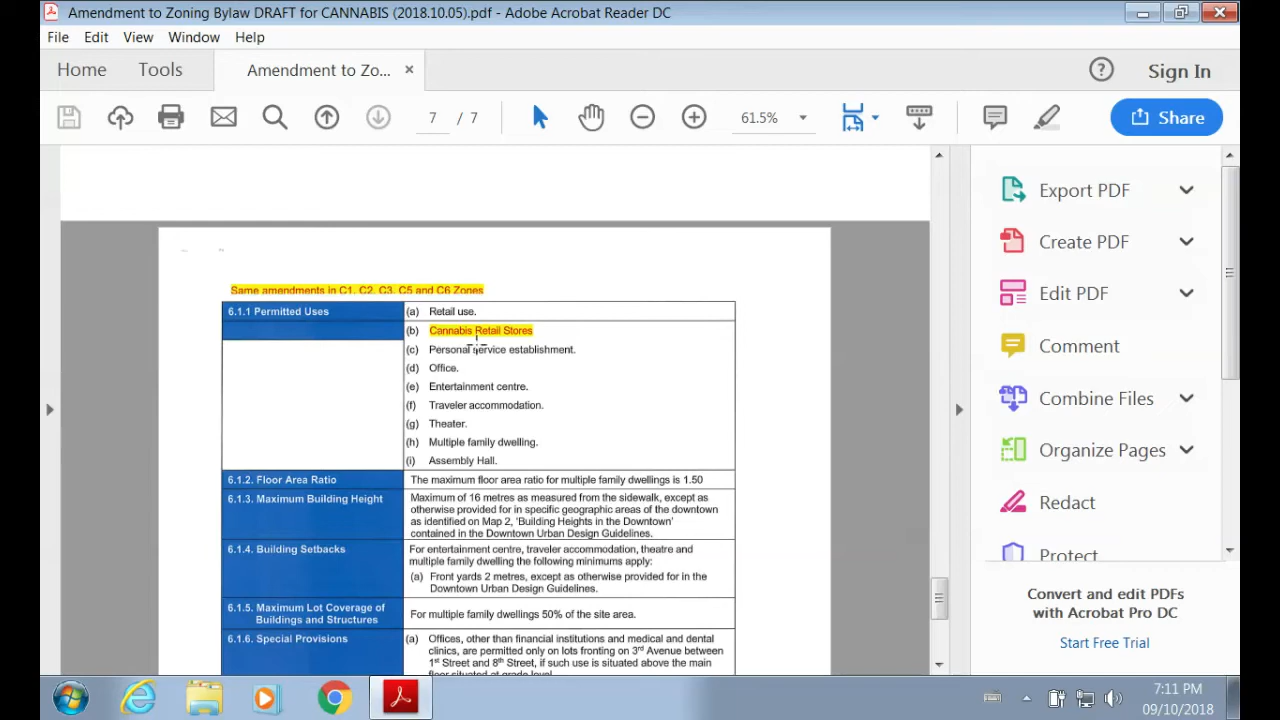 Amendment to Zoning Bylaw DRAFT for CANNABIS (2018.10.05).pdf - Adobe Acrobat Reader DC
File Edit View Window Help
Home Tools Amendment to Zo... × Sign In
7 / 7 61.5% Share
Same amendments in C1, C2, C3, C5 and C6 Zones
6.1.1 Permitted Uses (a) Retail use.
(b) Cannabis Retail Stores
(c) Personal service establishment.
(d) Office.
(e) Entertainment centre.
(f) Traveler accommodation.
(g) Theater.
(h) Multiple family dwelling.
(i) Assembly Hall.
6.1.2. Floor Area Ratio The maximum floor area ratio for multiple family dwellings is 1.50
6.1.3. Maximum Building Height Maximum of 16 metres as measured from the sidewalk, except as
otherwise provided for in specific geographic areas of the downtown
as identified on Map 2, 'Building Heights in the Downtown'
contained in the Downtown Urban Design Guidelines.
6.1.4. Building Setbacks For entertainment centre, traveler accommodation, theatre and
multiple family dwelling the following minimums apply:
(a) Front yards 2 metres, except as otherwise provided for in the
Downtown Urban Design Guidelines.
6.1.5. Maximum Lot Coverage of
Buildings and Structures
For multiple family dwellings 50% of the site area.
6.1.6. Special Provisions (a) Offices, other than financial institutions and medical and dental
clinics, are permitted only on lots fronting on 3rd Avenue between
1st Street and 8th Street, if such use is situated above the main
floor situated at grade level.
Export PDF
Create PDF
Edit PDF
Comment
Combine Files
Organize Pages
Redact
Protect
Convert and edit PDFs
with Acrobat Pro DC
Start Free Trial
7:11 PM
09/10/2018